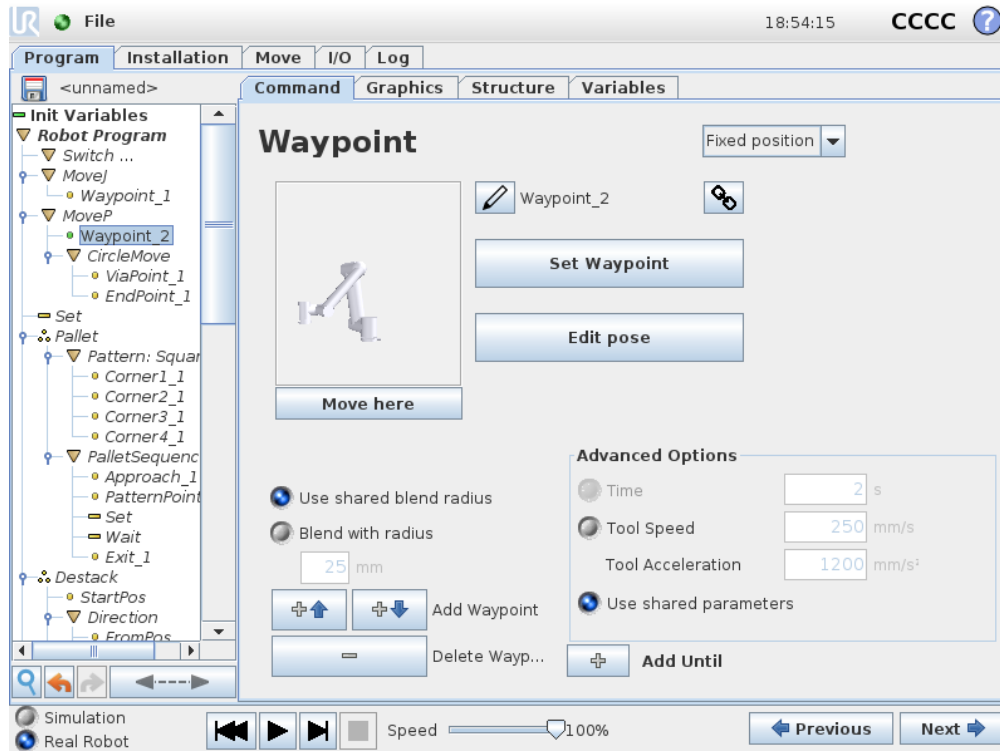 UR File 18:54:15 CCCC ?
Program Installation Move I/O Log
<unnamed>
Command Graphics Structure Variables
Init Variables
Robot Program
Switch ...
MoveJ
Waypoint_1
MoveP
Waypoint_2
CircleMove
ViaPoint_1
EndPoint_1
Set
Pallet
Pattern: Squar
Corner1_1
Corner2_1
Corner3_1
Corner4_1
PalletSequenc
Approach_1
PatternPoint
Set
Wait
Exit_1
Destack
StartPos
Direction
FromPos
Waypoint
Fixed position
Waypoint_2
Set Waypoint
Edit pose
Move here
Use shared blend radius
Blend with radius
25 mm
Add Waypoint
Delete Wayp...
Advanced Options
Time 2 s
Tool Speed 250 mm/s
Tool Acceleration 1200 mm/s²
Use shared parameters
Add Until
Simulation
Real Robot
Speed 100%
Previous Next